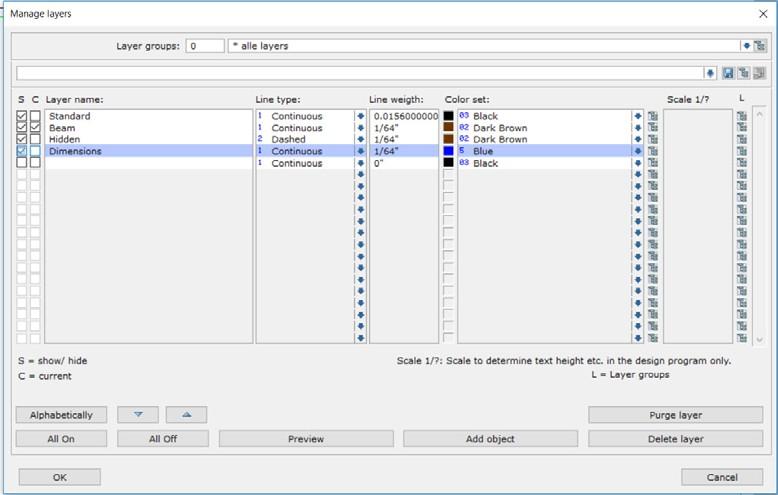 Manage layers
Layer groups: 0 * alle layers
S C Layer name: Line type: Line weigth: Color set: Scale 1/? L
Standard 1 Continuous 0.0156000000 03 Black
Beam 1 Continuous 1/64" 02 Dark Brown
Hidden 2 Dashed 1/64" 02 Dark Brown
Dimensions 1 Continuous 1/64" 5 Blue
1 Continuous 0" 03 Black
S = show/ hide Scale 1/?: Scale to determine text height etc. in the design program only.
C = current L = Layer groups
Alphabetically Purge layer
All On All Off Preview Add object Delete layer
OK Cancel